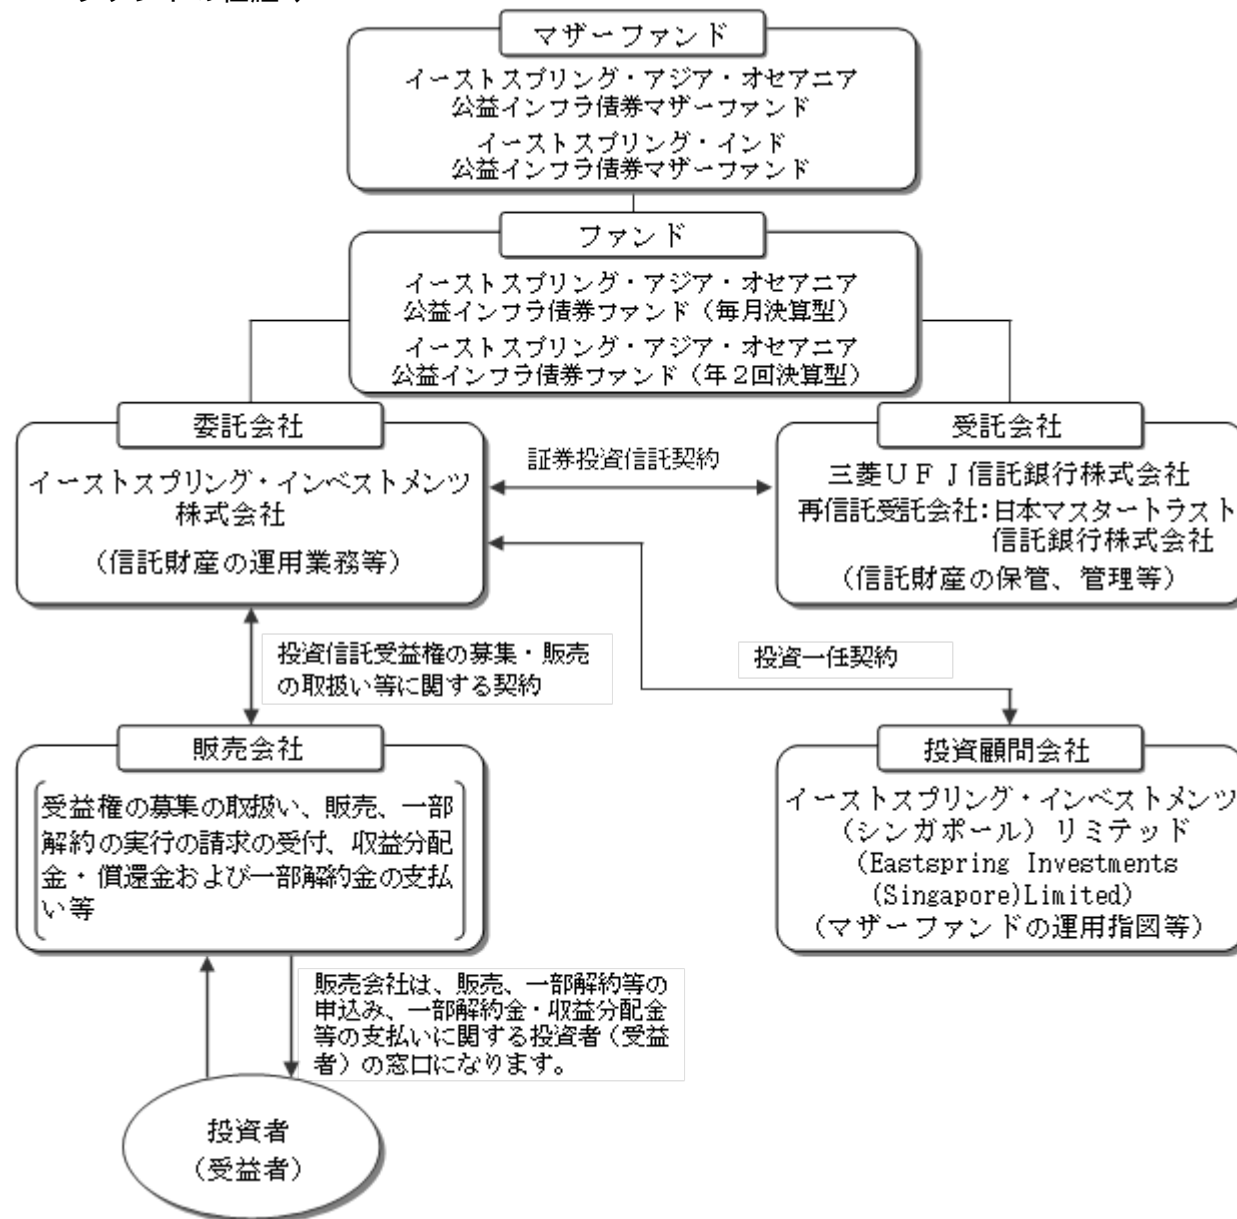 マザーファンド
イーストスプリング・アジア・オセアニア
公益インフラ債券マザーファンド
イーストスプリング・インド
公益インフラ債券マザーファンド
ファンド
イーストスプリング・アジア・オセアニア
公益インフラ債券ファンド（毎月決算型）
イーストスプリング・アジア・オセアニア
公益インフラ債券ファンド（年２回決算型）
委託会社
イーストスプリング・インベストメンツ
株式会社
（信託財産の運用業務等）
証券投資信託契約
受託会社
三菱ＵＦＪ信託銀行株式会社
再信託受託会社：日本マスタートラスト
信託銀行株式会社
（信託財産の保管、管理等）
投資信託受益権の募集・販売
の取扱い等に関する契約
投資一任契約
販売会社
受益権の募集の取扱い、販売、一部
解約の実行の請求の受付、収益分配
金・償還金および一部解約金の支払
い等
投資顧問会社
イーストスプリング・インベストメンツ
（シンガポール）リミテッド
(Eastspring Investments
(Singapore)Limited)
（マザーファンドの運用指図等）
販売会社は、販売、一部解約等の
申込み、一部解約金・収益分配金
等の支払いに関する投資者（受益
者）の窓口になります。
投資者
（受益者）